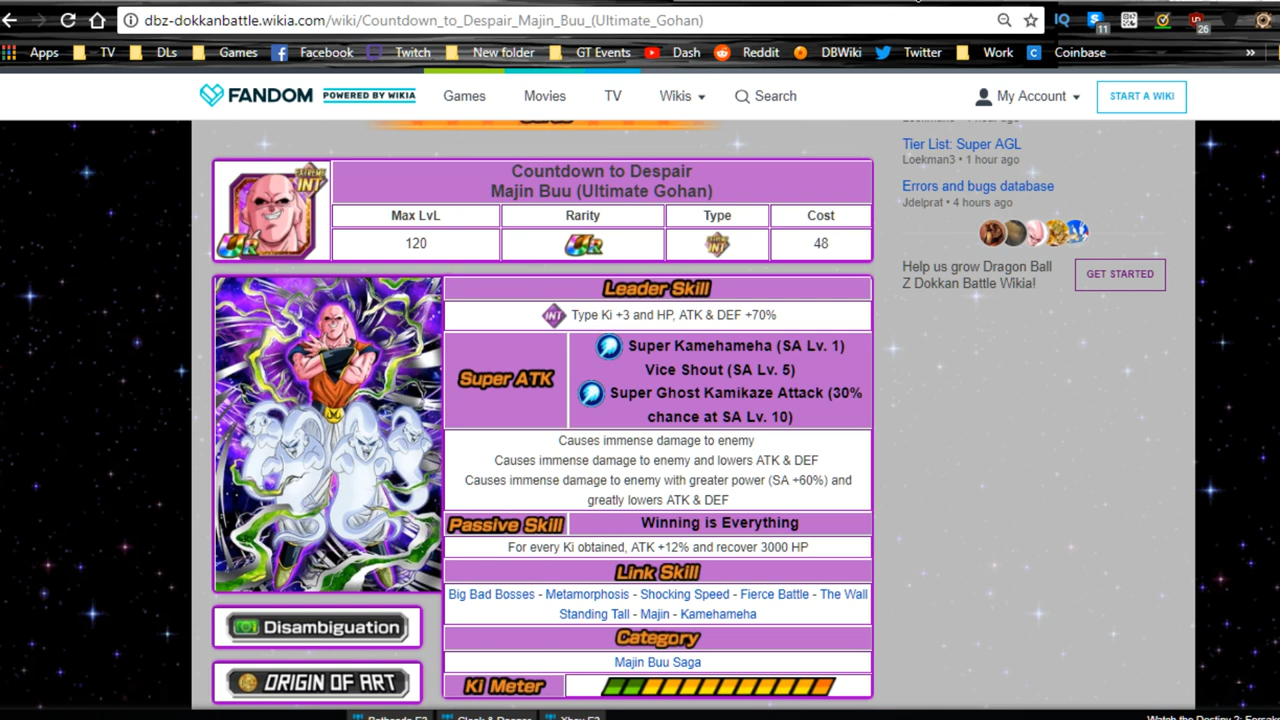 dbz-dokkanbattle.wikia.com/wiki/Countdown_to_Despair_Majin_Buu_(Ultimate_Gohan)
IQ 11 26
Apps TV DLs Games Facebook Twitch New folder GT Events Dash Reddit DBWiki Twitter Work Coinbase »
FANDOM POWERED BY WIKIA Games Movies TV Wikis Search My Account START A WIKI
Tier List: Super AGL
Loekman3 • 1 hour ago
Errors and bugs database
Jdelprat • 4 hours ago
Help us grow Dragon Ball
Z Dokkan Battle Wikia!
GET STARTED
EXTREME
INT
UR
Countdown to Despair
Majin Buu (Ultimate Gohan)
Max LvL Rarity Type Cost
120 UR INT 48
Leader Skill
INT Type Ki +3 and HP, ATK & DEF +70%
Super ATK
Super Kamehameha (SA Lv. 1)
Vice Shout (SA Lv. 5)
Super Ghost Kamikaze Attack (30%
chance at SA Lv. 10)
Causes immense damage to enemy
Causes immense damage to enemy and lowers ATK & DEF
Causes immense damage to enemy with greater power (SA +60%) and
greatly lowers ATK & DEF
Passive Skill Winning is Everything
For every Ki obtained, ATK +12% and recover 3000 HP
Link Skill
Big Bad Bosses - Metamorphosis - Shocking Speed - Fierce Battle - The Wall
Standing Tall - Majin - Kamehameha
Category
Majin Buu Saga
Ki Meter
Disambiguation
ORIGIN OF ART